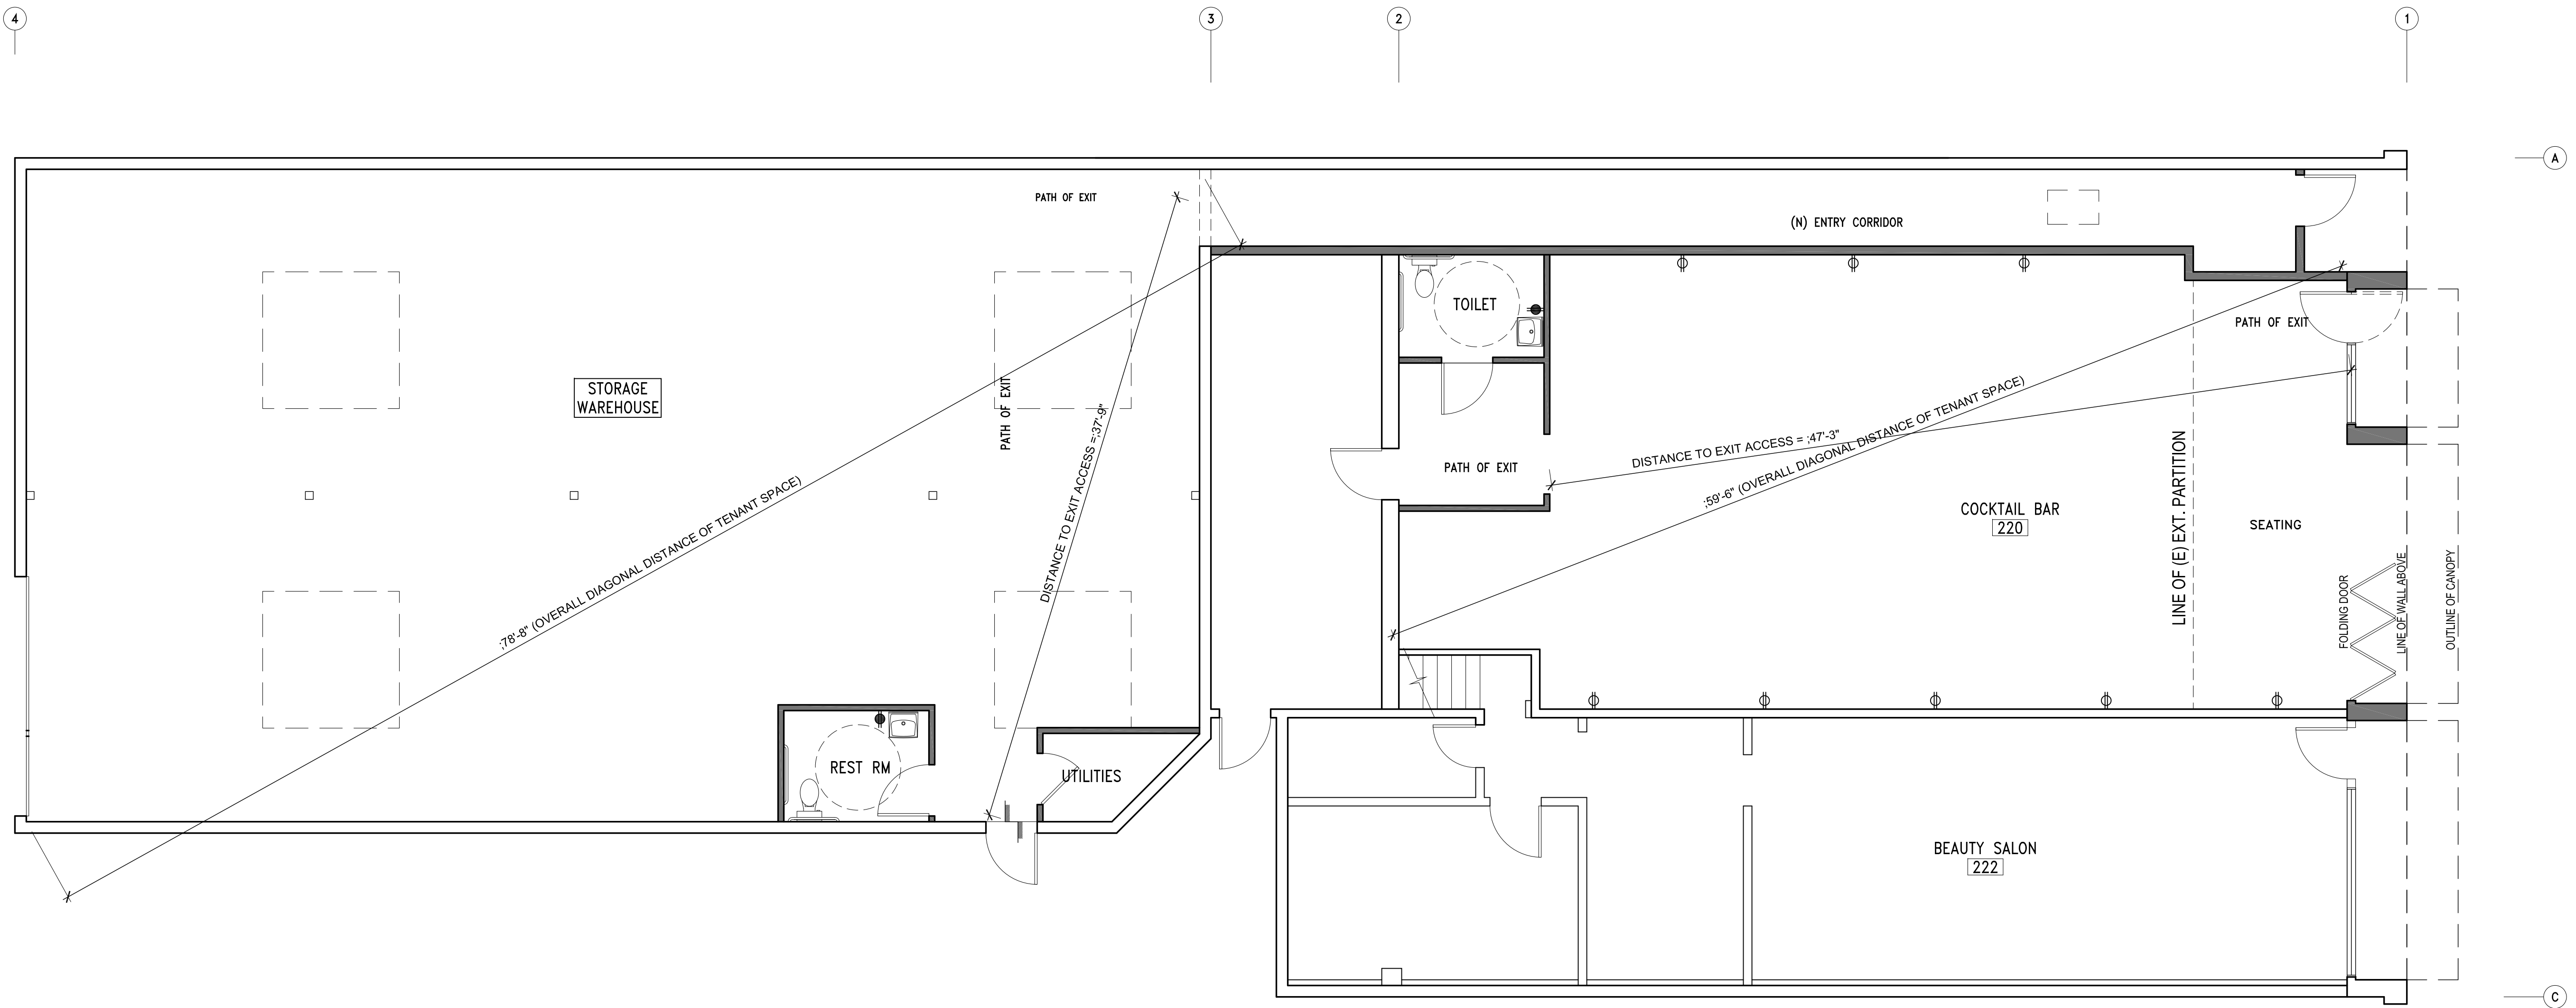 4
3
2
1
A
PATH OF EXIT
(N) ENTRY CORRIDOR
TOILET
PATH OF EXIT
STORAGE
WAREHOUSE
PATH OF EXIT
DISTANCE TO EXIT ACCESS =;37'-9"
;78'-8" (OVERALL DIAGONAL DISTANCE OF TENANT SPACE)
PATH OF EXIT
DISTANCE TO EXIT ACCESS = ;47'-3"
;59'-6" (OVERALL DIAGONAL DISTANCE OF TENANT SPACE)
COCKTAIL BAR
220
LINE OF (E) EXT. PARTITION
SEATING
FOLDING DOOR
LINE OF WALL ABOVE
OUTLINE OF CANOPY
REST RM
UTILITIES
BEAUTY SALON
222
C